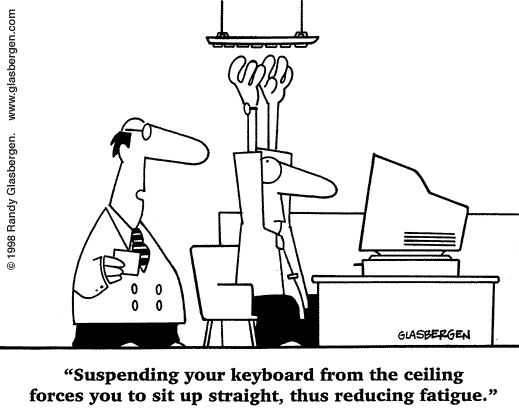 © 1998 Randy Glasbergen. www.glasbergen.com
GLASBERGEN
“Suspending your keyboard from the ceiling
forces you to sit up straight, thus reducing fatigue.”